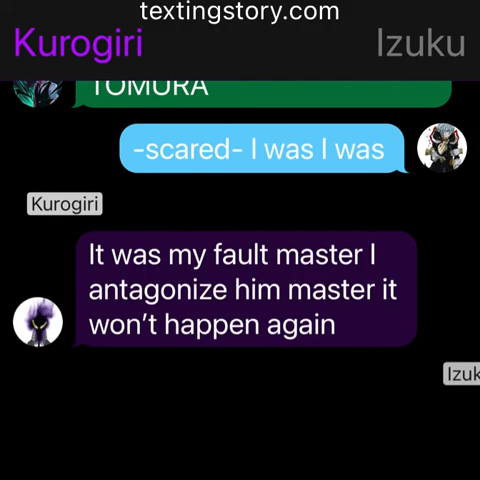 textingstory.com
Kurogiri
Izuku
TOMURA
-scared- I was I was
Kurogiri
It was my fault master I
antagonize him master it
won't happen again
Izuk